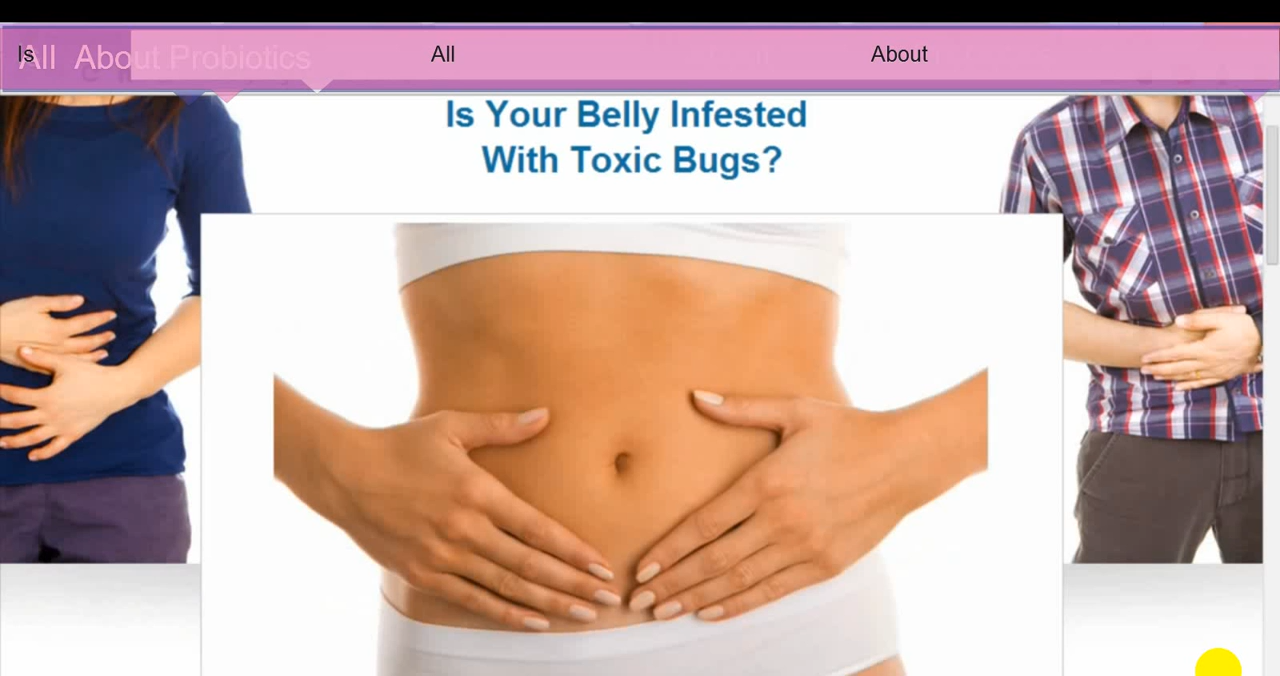 Is All About
All About Probiotics
Is Your Belly Infested
With Toxic Bugs?